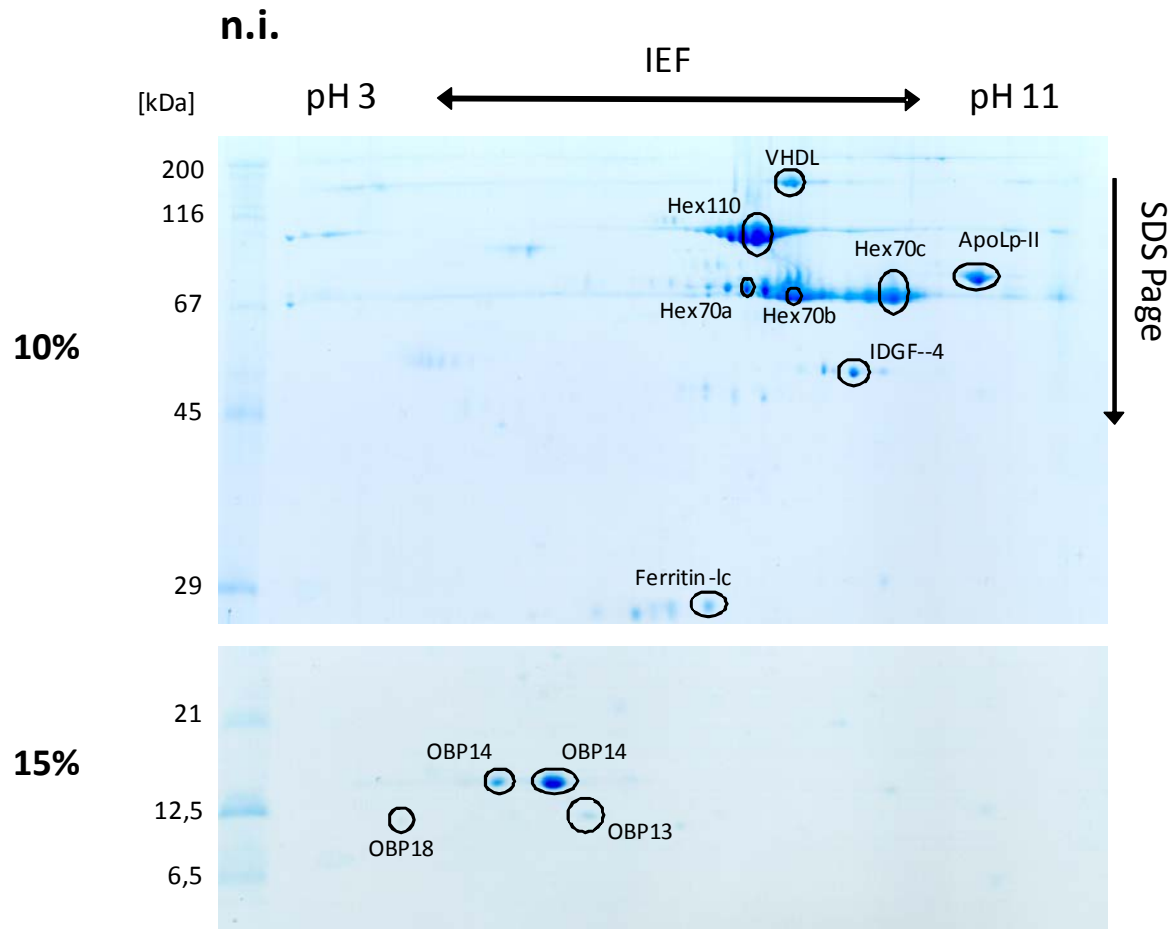 n.i.
IEF
[kDa]
pH 3
pH 11
VHDL
200
Hex110
116
SDS Page
ApoLp-II
Hex70c
67
Hex70a
Hex70b
10%
IDGF--4
45
Ferritin-lc
29
21
OBP14
OBP14
15%
12,5
OBP13
OBP18
6,5